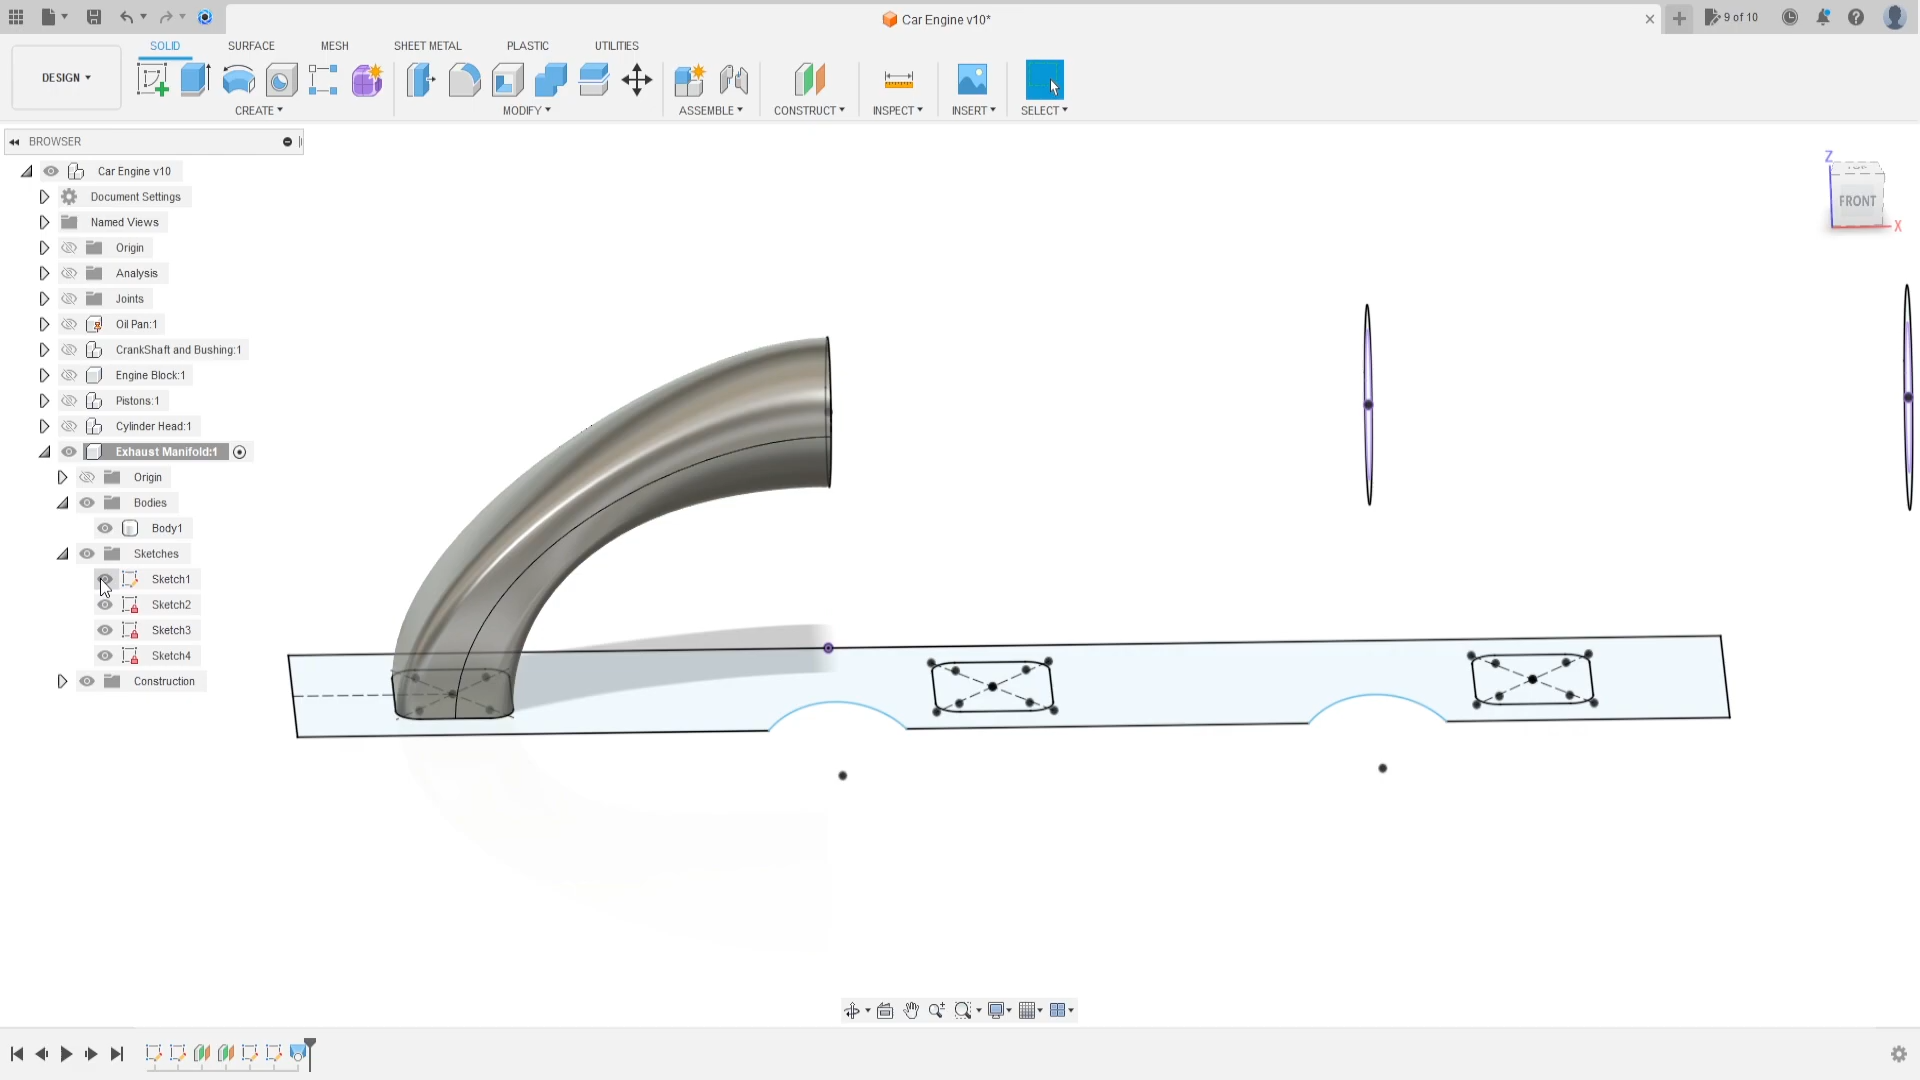 Car Engine v10*
9 of 10
SOLID SURFACE MESH SHEET METAL PLASTIC UTILITIES
DESIGN
CREATE MODIFY ASSEMBLE CONSTRUCT INSPECT INSERT SELECT
BROWSER
Car Engine v10
Document Settings
Named Views
Origin
Analysis
Joints
Oil Pan:1
CrankShaft and Bushing:1
Engine Block:1
Pistons:1
Cylinder Head:1
Exhaust Manifold:1
Origin
Bodies
Body1
Sketches
Sketch1
Sketch2
Sketch3
Sketch4
Construction
Z
TOP
FRONT
X